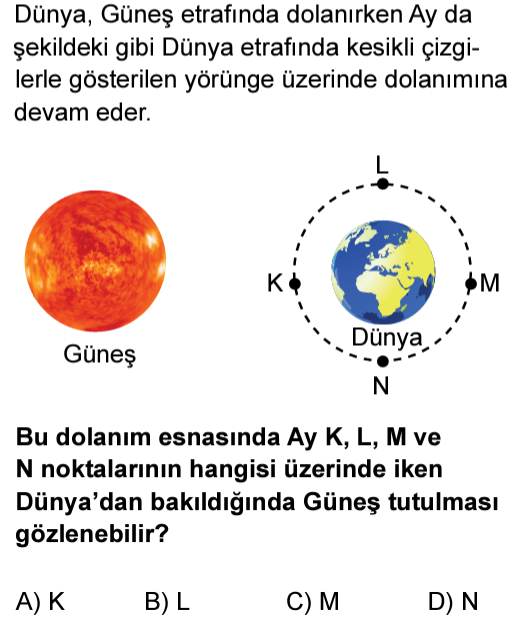 Dünya, Güneş etrafında dolanırken Ay da
şekildeki gibi Dünya etrafında kesikli çizgi-
lerle gösterilen yörünge üzerinde dolanımına
devam eder.
L
K
M
Dünya
Güneş
N
Bu dolanım esnasında Ay K, L, M ve
N noktalarının hangisi üzerinde iken
Dünya’dan bakıldığında Güneş tutulması
gözlenebilir?
A) K B) L C) M D) N